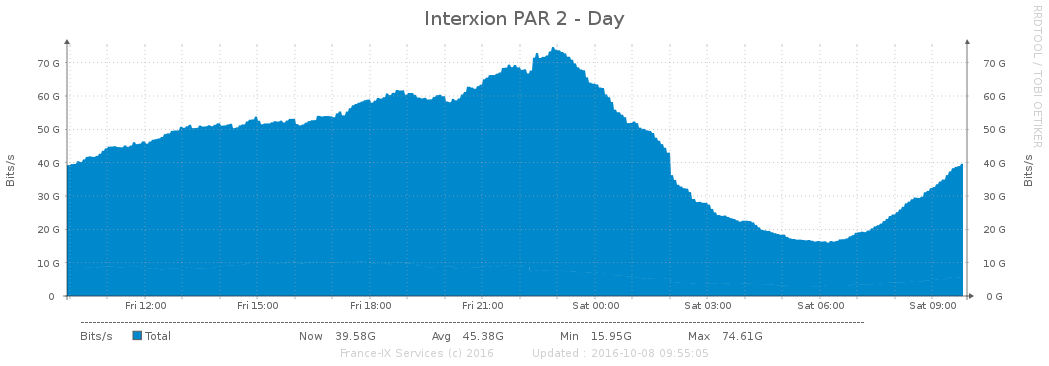 Interxion PAR 2 - Day
RRDTOOL / TOBI OETIKER
Bits/s
70 G 70 G
60 G 60 G
50 G 50 G
40 G 40 G
30 G 30 G
20 G 20 G
10 G 10 G
0 0 G
Bits/s
Fri 12:00 Fri 15:00 Fri 18:00 Fri 21:00 Sat 00:00 Sat 03:00 Sat 06:00 Sat 09:00
Bits/s Total Now 39.58G Avg 45.38G Min 15.95G Max 74.61G
France-IX Services (c) 2016 Updated : 2016-10-08 09:55:05